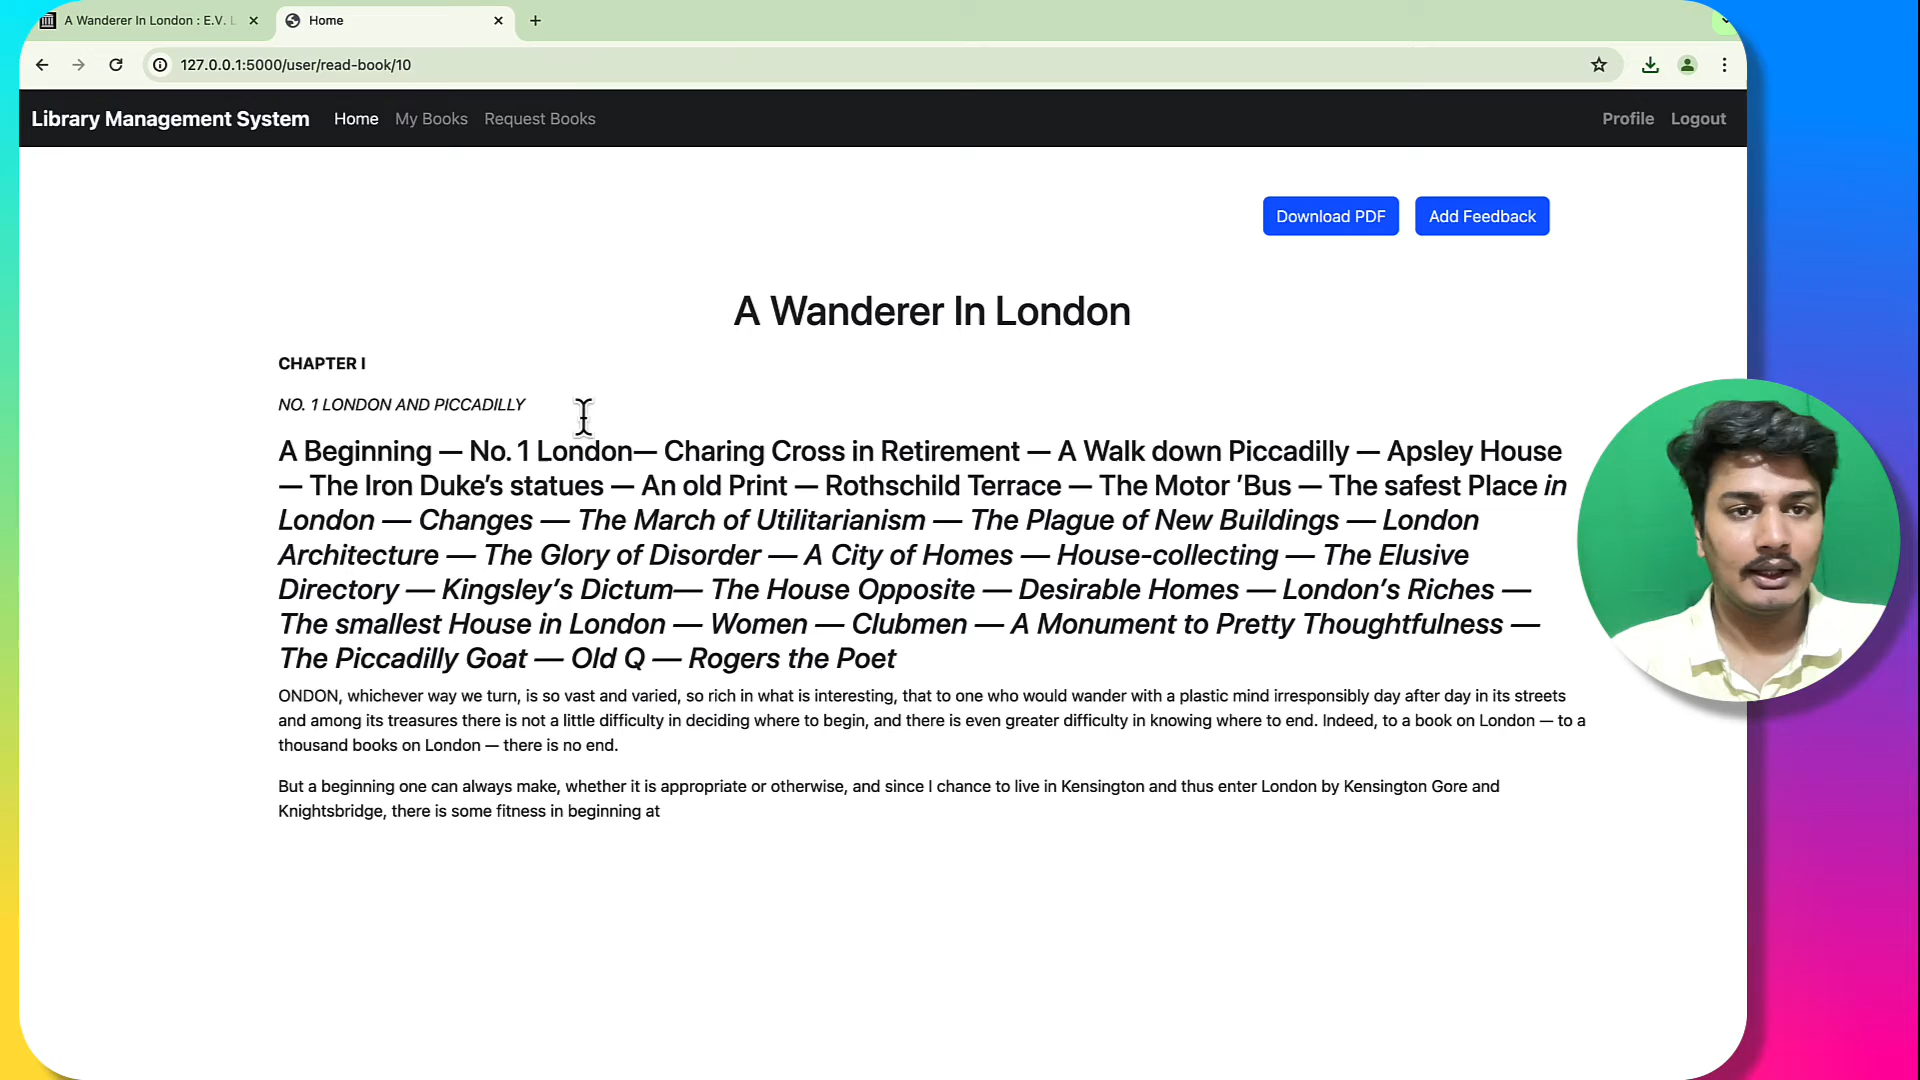 A Wanderer In London : E.V. L
Home
127.0.0.1:5000/user/read-book/10
Library Management System Home My Books Request Books Profile Logout
Download PDF Add Feedback
A Wanderer In London
CHAPTER I
NO. 1 LONDON AND PICCADILLY
A Beginning — No. 1 London— Charing Cross in Retirement — A Walk down Piccadilly — Apsley House
— The Iron Duke’s statues — An old Print — Rothschild Terrace — The Motor ’Bus — The safest Place in
London — Changes — The March of Utilitarianism — The Plague of New Buildings — London
Architecture — The Glory of Disorder — A City of Homes — House-collecting — The Elusive
Directory — Kingsley’s Dictum— The House Opposite — Desirable Homes — London’s Riches —
The smallest House in London — Women — Clubmen — A Monument to Pretty Thoughtfulness —
The Piccadilly Goat — Old Q — Rogers the Poet
ONDON, whichever way we turn, is so vast and varied, so rich in what is interesting, that to one who would wander with a plastic mind irresponsibly day after day in its streets
and among its treasures there is not a little difficulty in deciding where to begin, and there is even greater difficulty in knowing where to end. Indeed, to a book on London — to a
thousand books on London — there is no end.
But a beginning one can always make, whether it is appropriate or otherwise, and since I chance to live in Kensington and thus enter London by Kensington Gore and
Knightsbridge, there is some fitness in beginning at